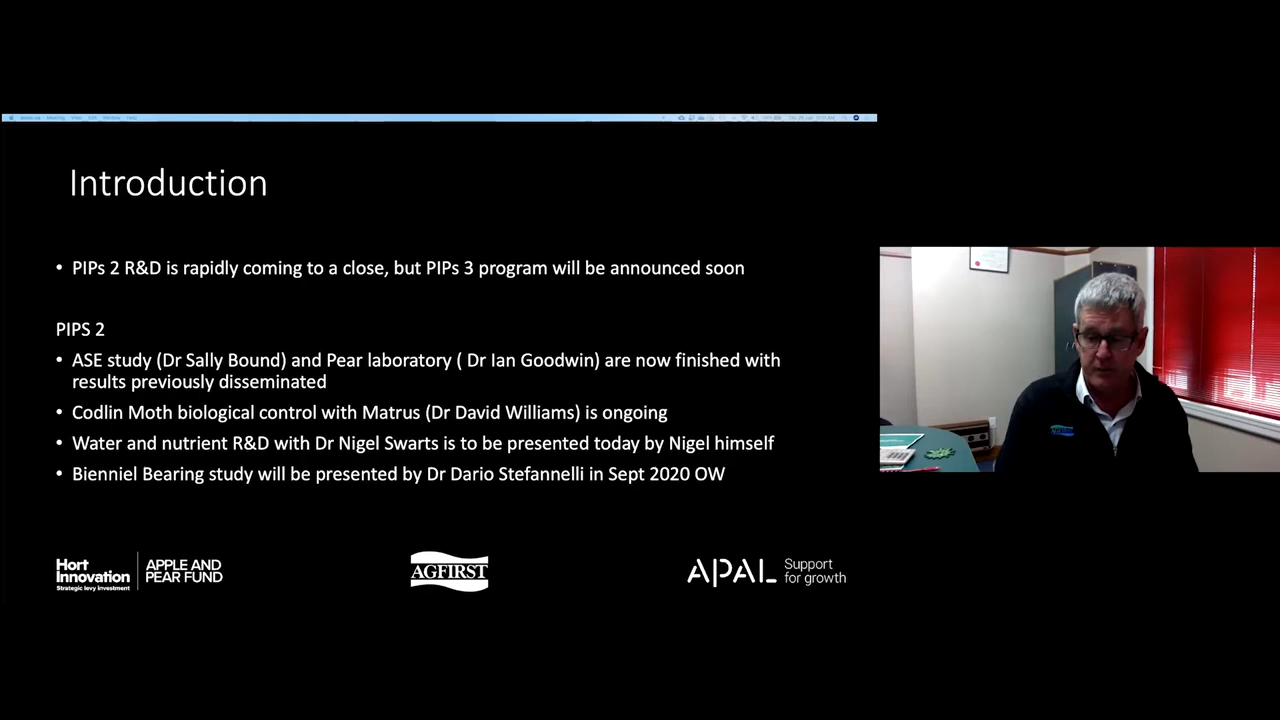 Introduction
• PIPs 2 R&D is rapidly coming to a close, but PIPs 3 program will be announced soon
PIPS 2
• ASE study (Dr Sally Bound) and Pear laboratory ( Dr Ian Goodwin) are now finished with
results previously disseminated
• Codlin Moth biological control with Matrus (Dr David Williams) is ongoing
• Water and nutrient R&D with Dr Nigel Swarts is to be presented today by Nigel himself
• Bienniel Bearing study will be presented by Dr Dario Stefannelli in Sept 2020 OW
Hort
Innovation
Strategic levy investment
APPLE AND
PEAR FUND
AGFIRST
APAL
Support
for growth
AGFIRST